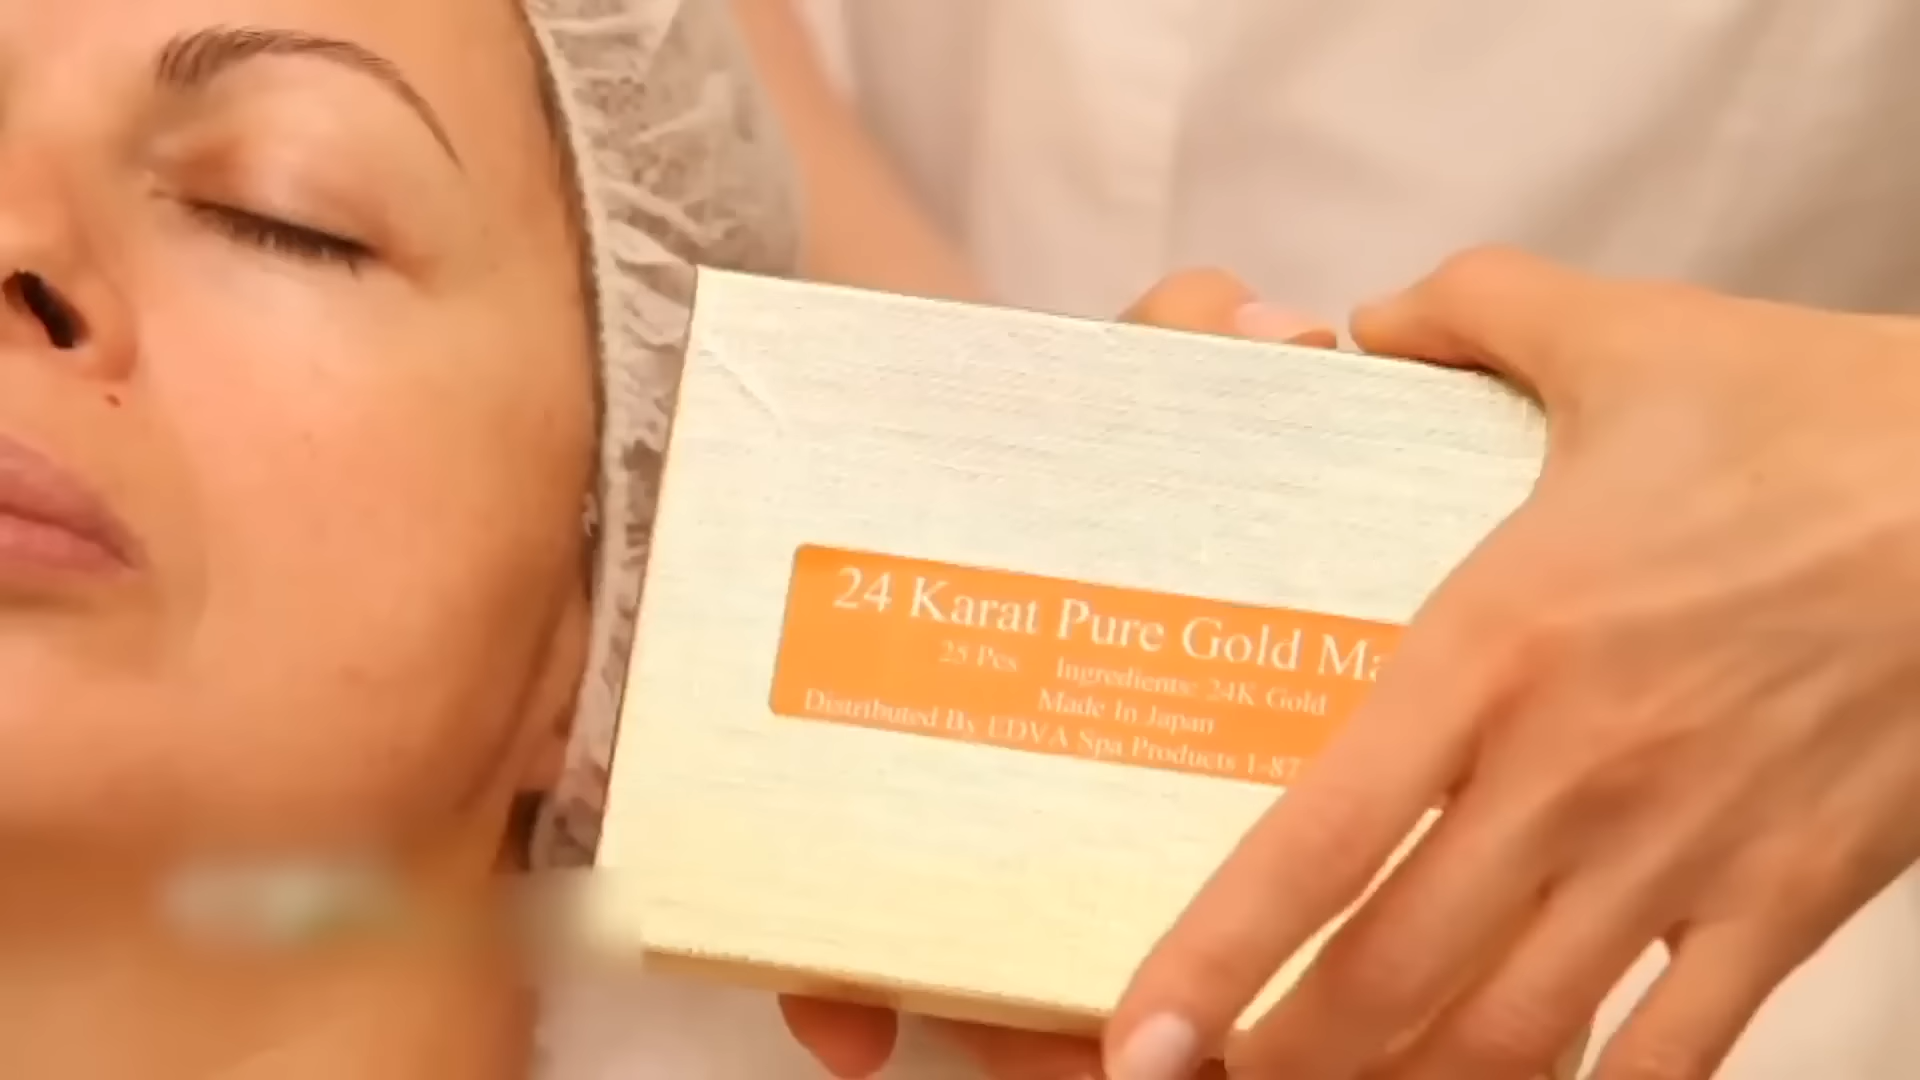 24 Karat Pure Gold Ma
25 Pcs Ingredients: 24K Gold
Made In Japan
Distributed By EDVA Spa Products 1-87